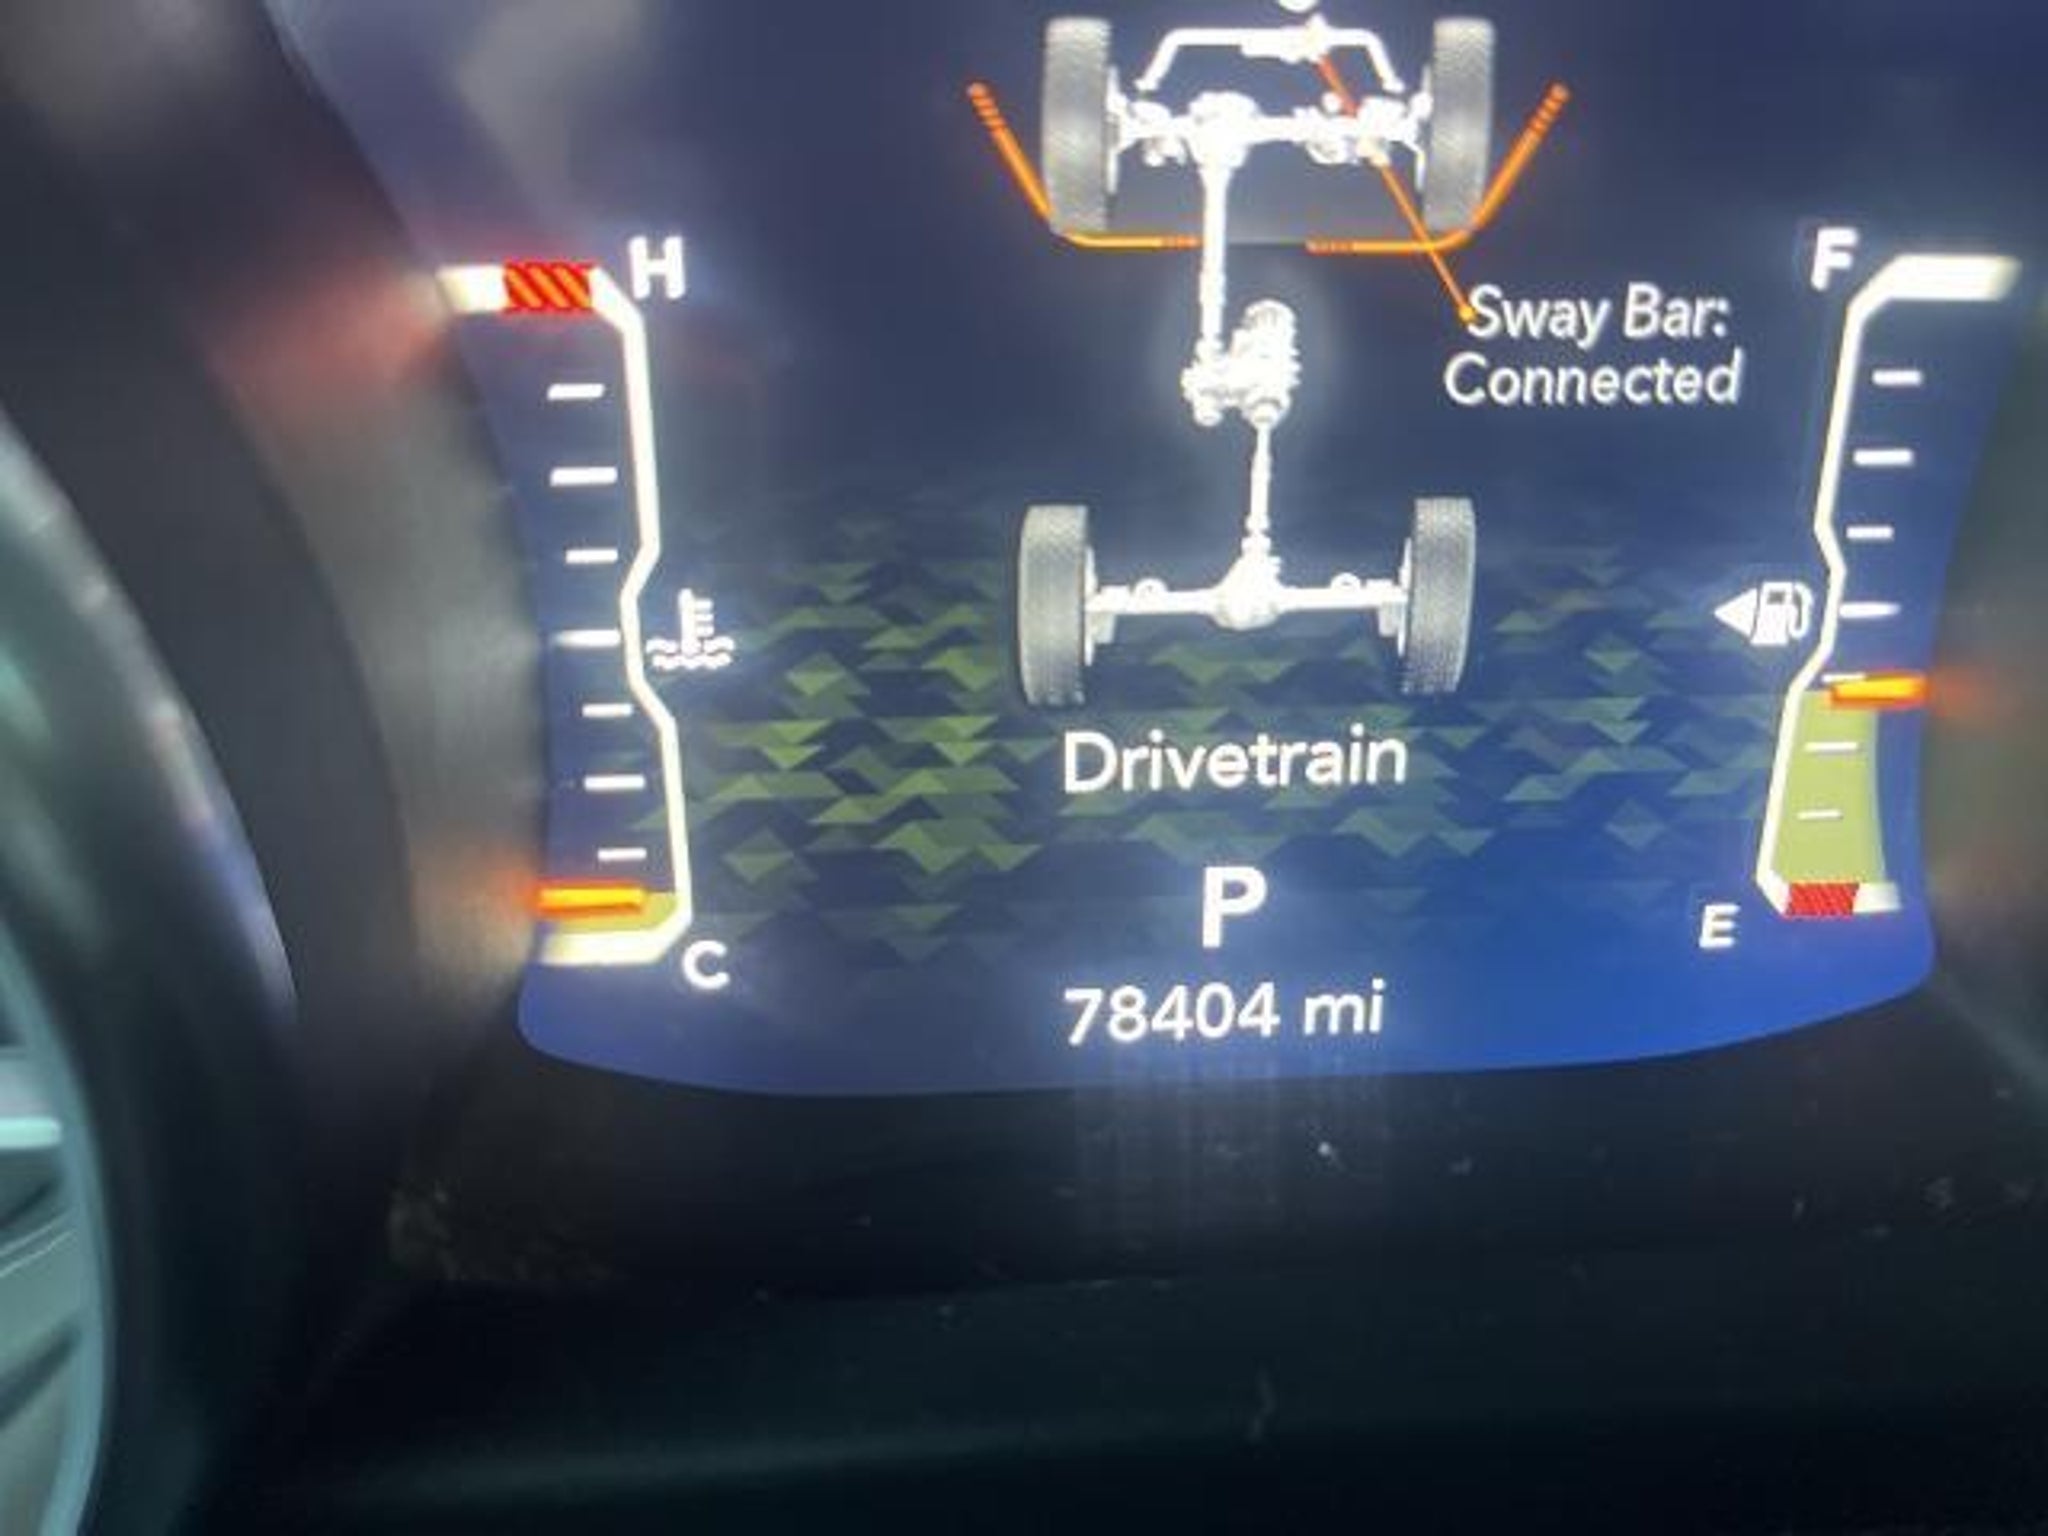 H
F
Sway Bar:
Connected
Drivetrain
P
E
C
78404 mi